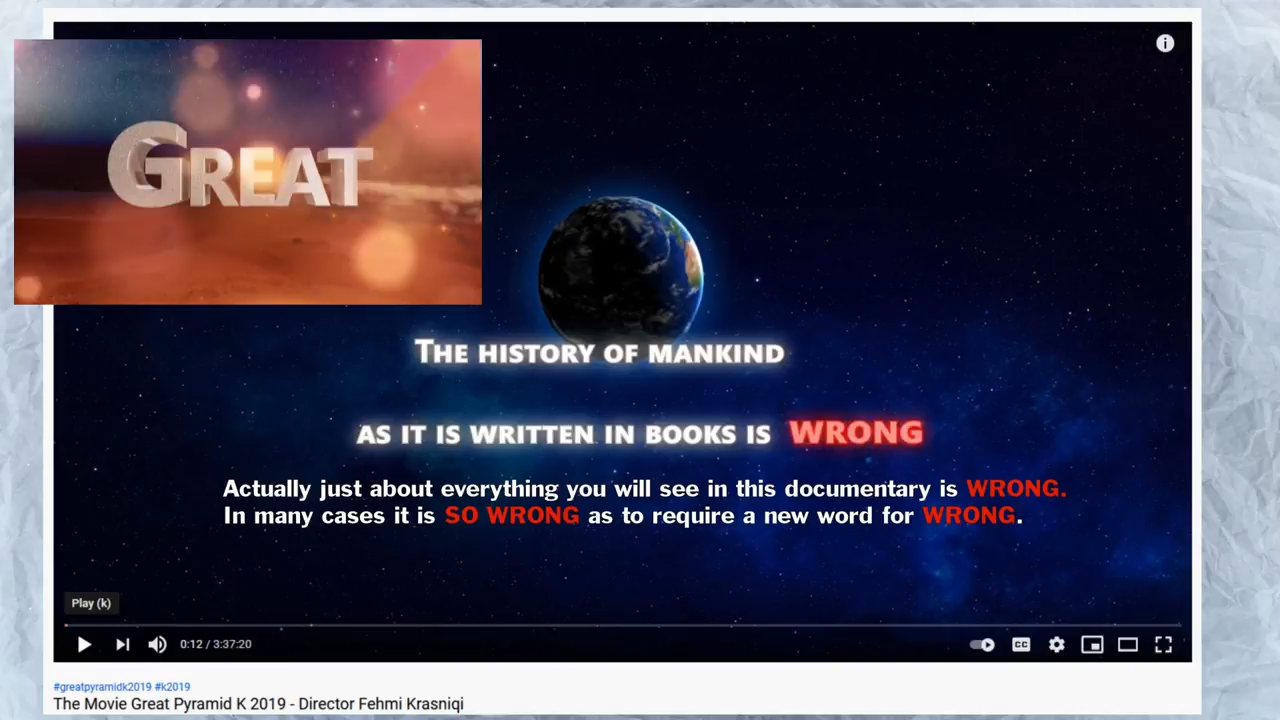 GREAT
THE HISTORY OF MANKIND
AS IT IS WRITTEN IN BOOKS IS WRONG
Actually just about everything you will see in this documentary is WRONG.
In many cases it is SO WRONG as to require a new word for WRONG.
Play (k)
0:12 / 3:37:20
CC
#greatpyramidk2019 #k2019
The Movie Great Pyramid K 2019 - Director Fehmi Krasniqi